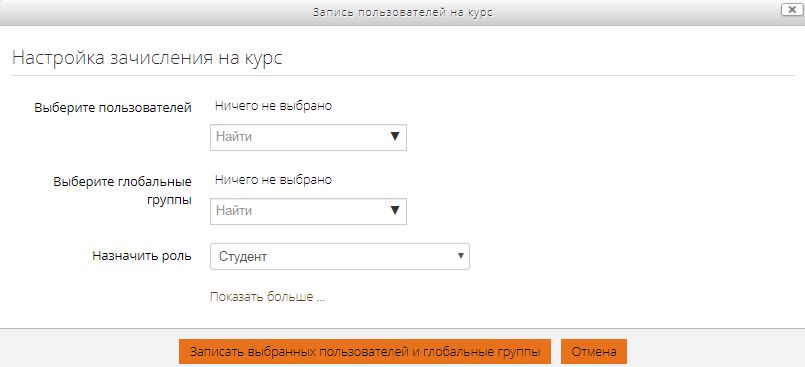 Запись пользователей на курс
Настройка зачисления на курс
Выберите пользователей
Ничего не выбрано
Найти
Выберите глобальные
группы
Ничего не выбрано
Найти
Назначить роль
Студент
Показать больше ...
Записать выбранных пользователей и глобальные группы
Отмена